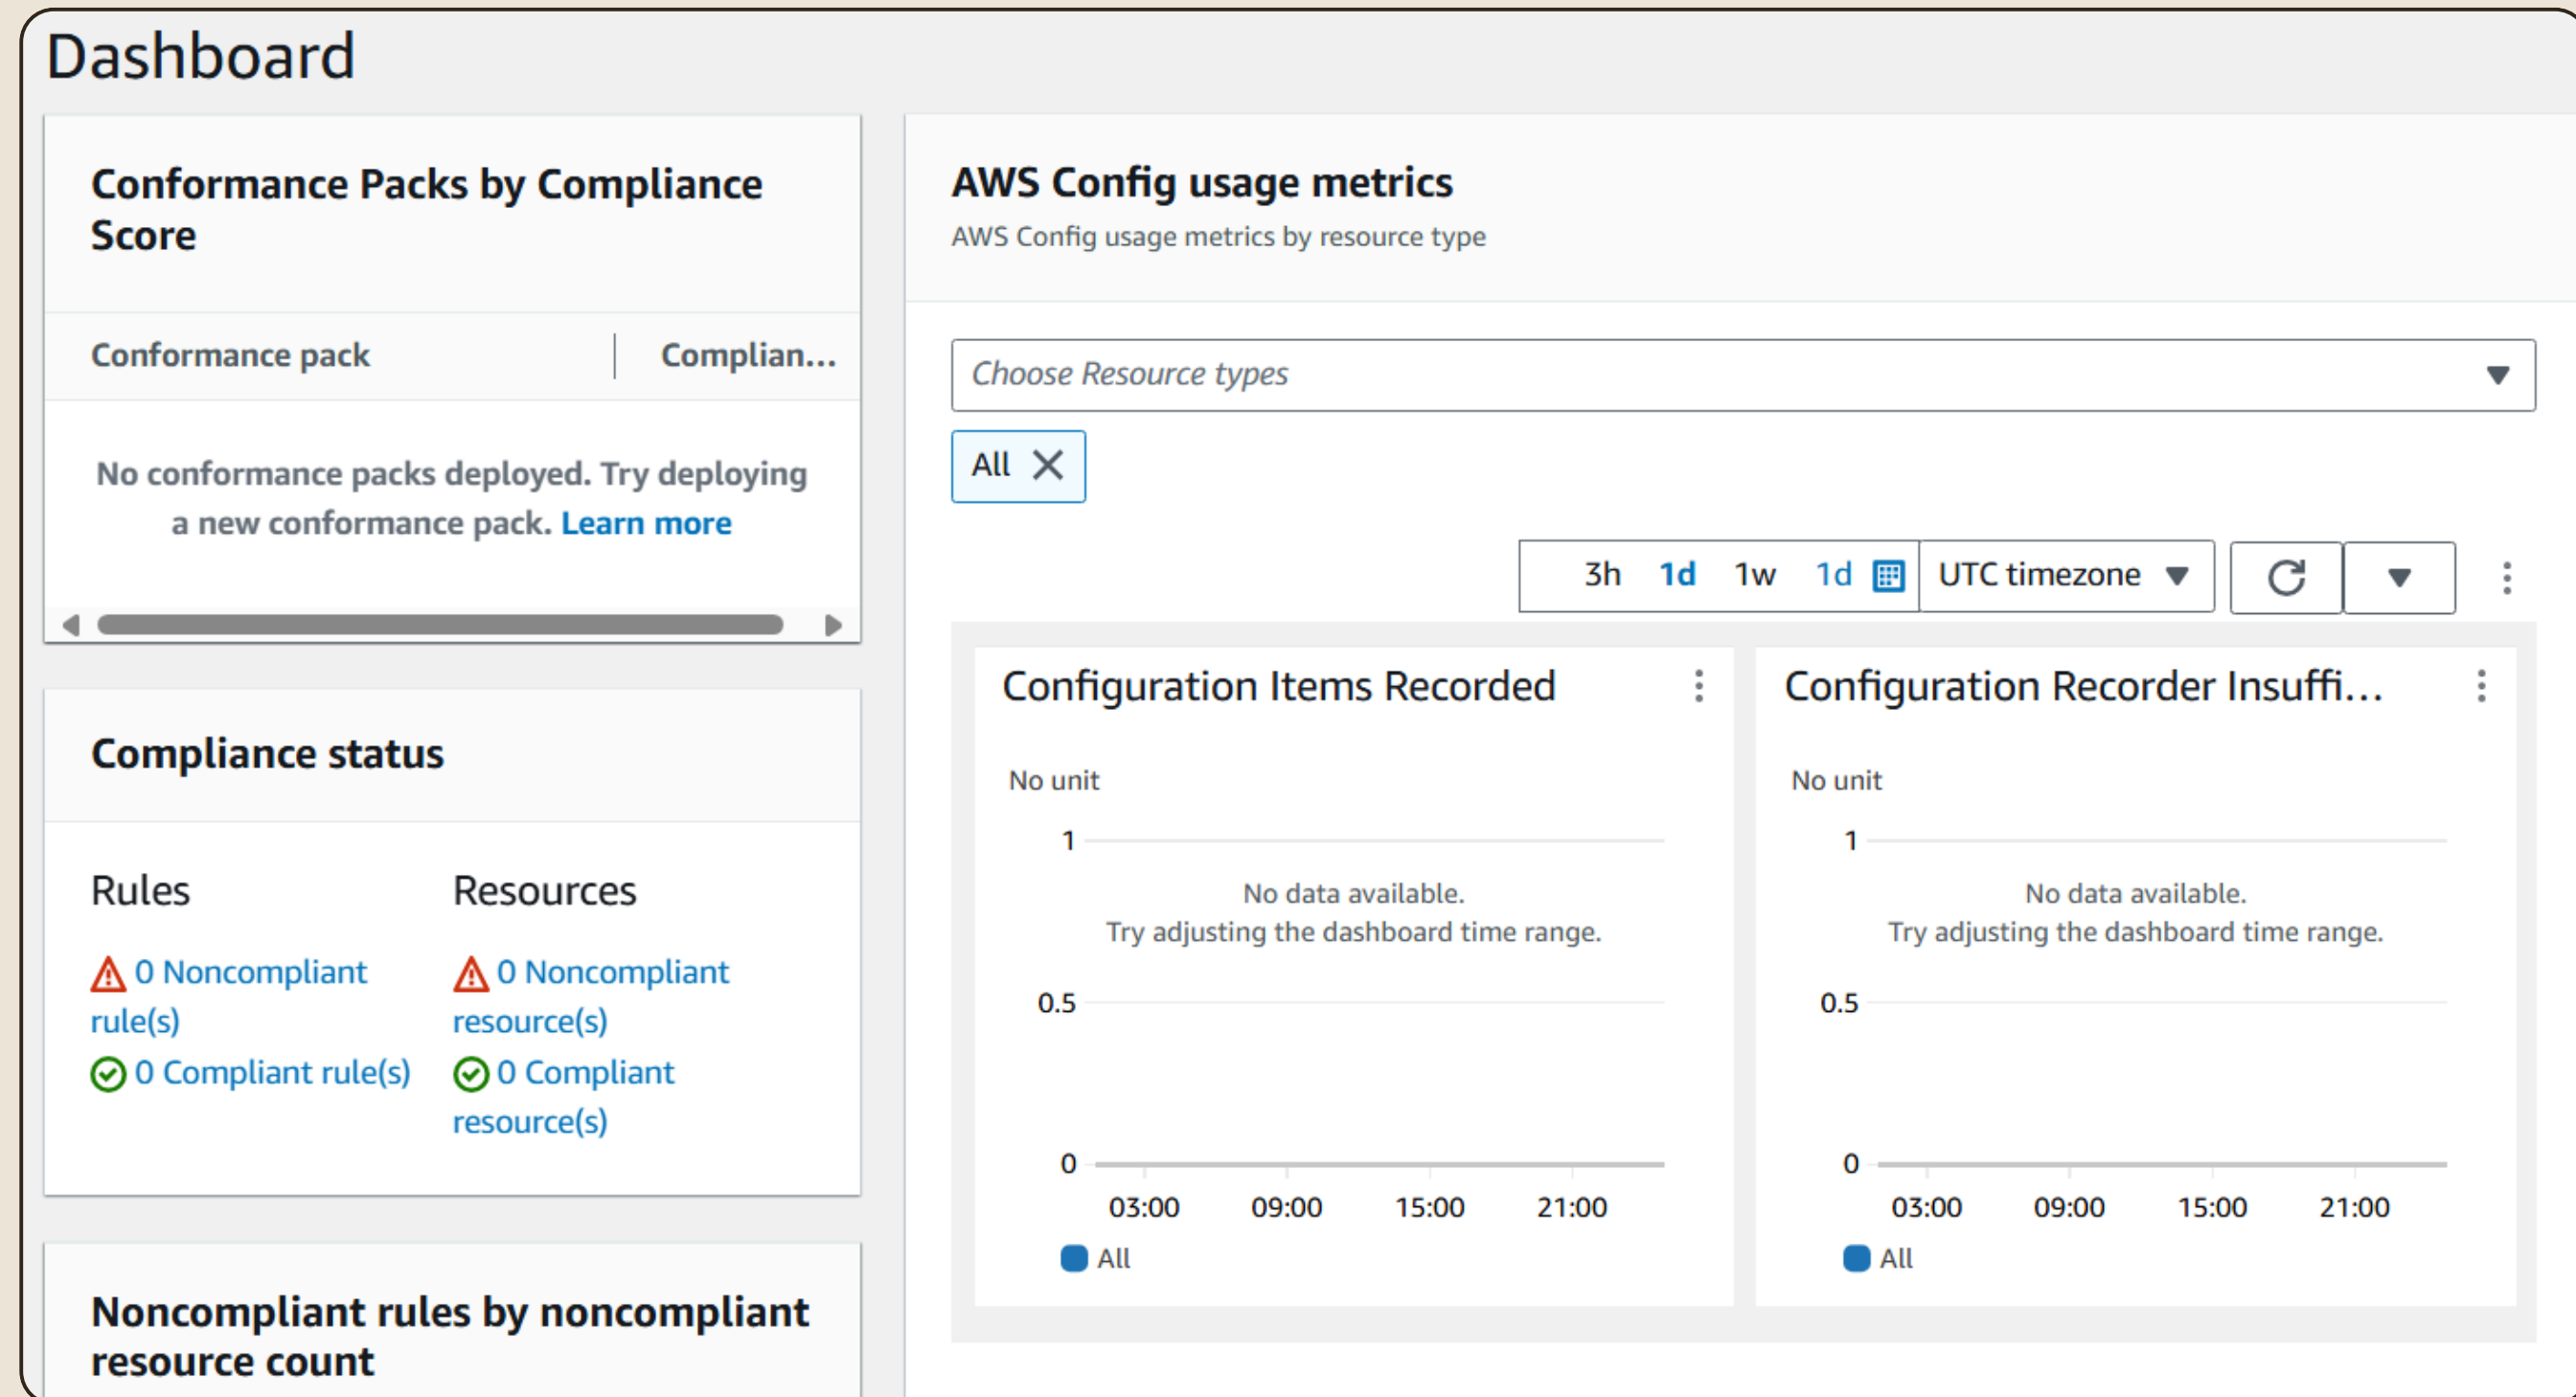 Dashboard
Conformance Packs by Compliance
Score
Conformance pack
Complian...
No conformance packs deployed. Try deploying
a new conformance pack. Learn more
Compliance status
Rules
0 Noncompliant
rule(s)
0 Compliant rule(s)
Resources
0 Noncompliant
resource(s)
0 Compliant
resource(s)
Noncompliant rules by noncompliant
resource count
AWS Config usage metrics
AWS Config usage metrics by resource type
Choose Resource types
All
3h 1d 1w 1d UTC timezone
Configuration Items Recorded
No unit
1
No data available.
Try adjusting the dashboard time range.
0.5
0
03:00 09:00 15:00 21:00
All
Configuration Recorder Insuffi...
No unit
1
No data available.
Try adjusting the dashboard time range.
0.5
0
03:00 09:00 15:00 21:00
All